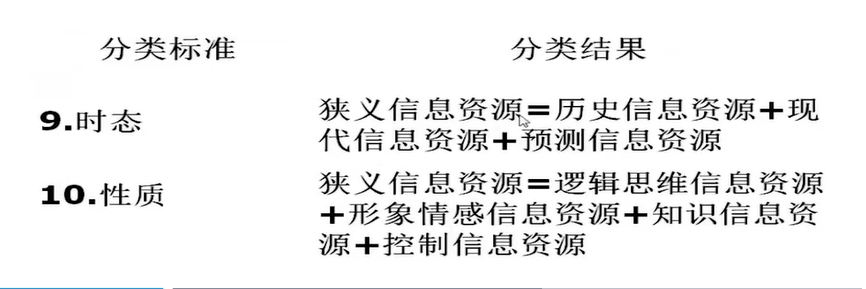 分类标准 分类结果
9.时态 狭义信息资源=历史信息资源+现
代信息资源+预测信息资源
10.性质 狭义信息资源=逻辑思维信息资源
+形象情感信息资源+知识信息资
源+控制信息资源